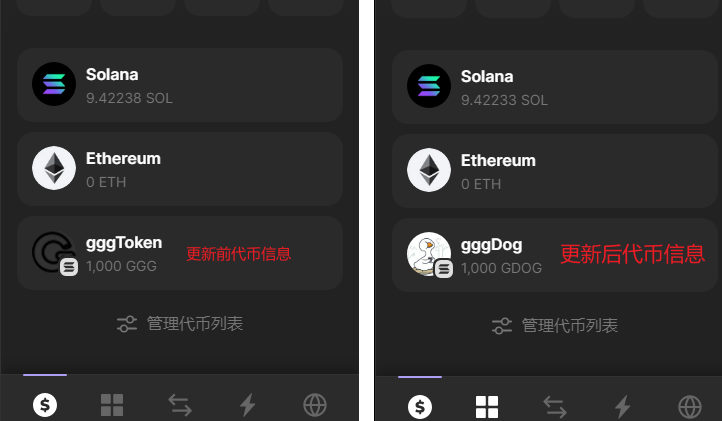 Solana
9.42238 SOL
Ethereum
0 ETH
gggToken
更新前代币信息
1,000 GGG
管理代币列表
Solana
9.42233 SOL
Ethereum
0 ETH
gggDog
更新后代币信息
1,000 GDOG
管理代币列表